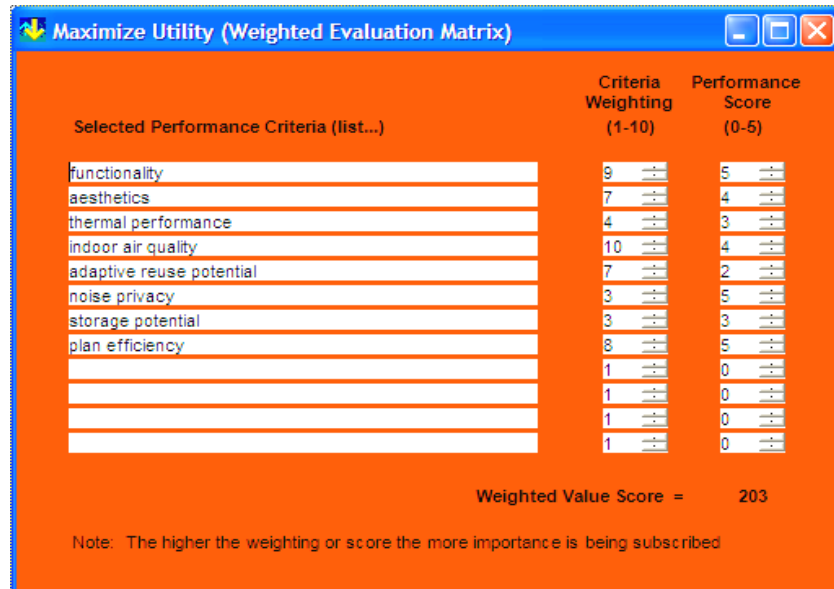 Maximize Utility (Weighted Evaluation Matrix)
Criteria Performance
Weighting Score
Selected Performance Criteria (list...) (1-10) (0-5)
functionality 9 5
aesthetics 7 4
thermal performance 4 3
indoor air quality 10 4
adaptive reuse potential 7 2
noise privacy 3 5
storage potential 3 3
plan efficiency 8 5
1 0
1 0
1 0
1 0
Weighted Value Score = 203
Note: The higher the weighting or score the more importance is being subscribed